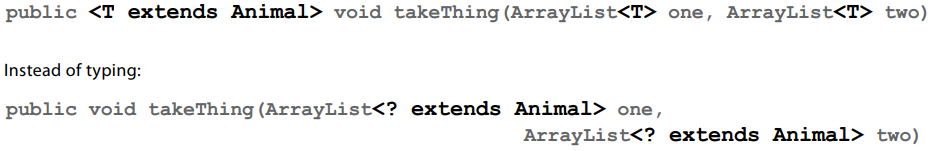 public <T extends Animal> void takeThing(ArrayList<T> one, ArrayList<T> two)
Instead of typing:
public void takeThing(ArrayList<? extends Animal> one,
ArrayList<? extends Animal> two)